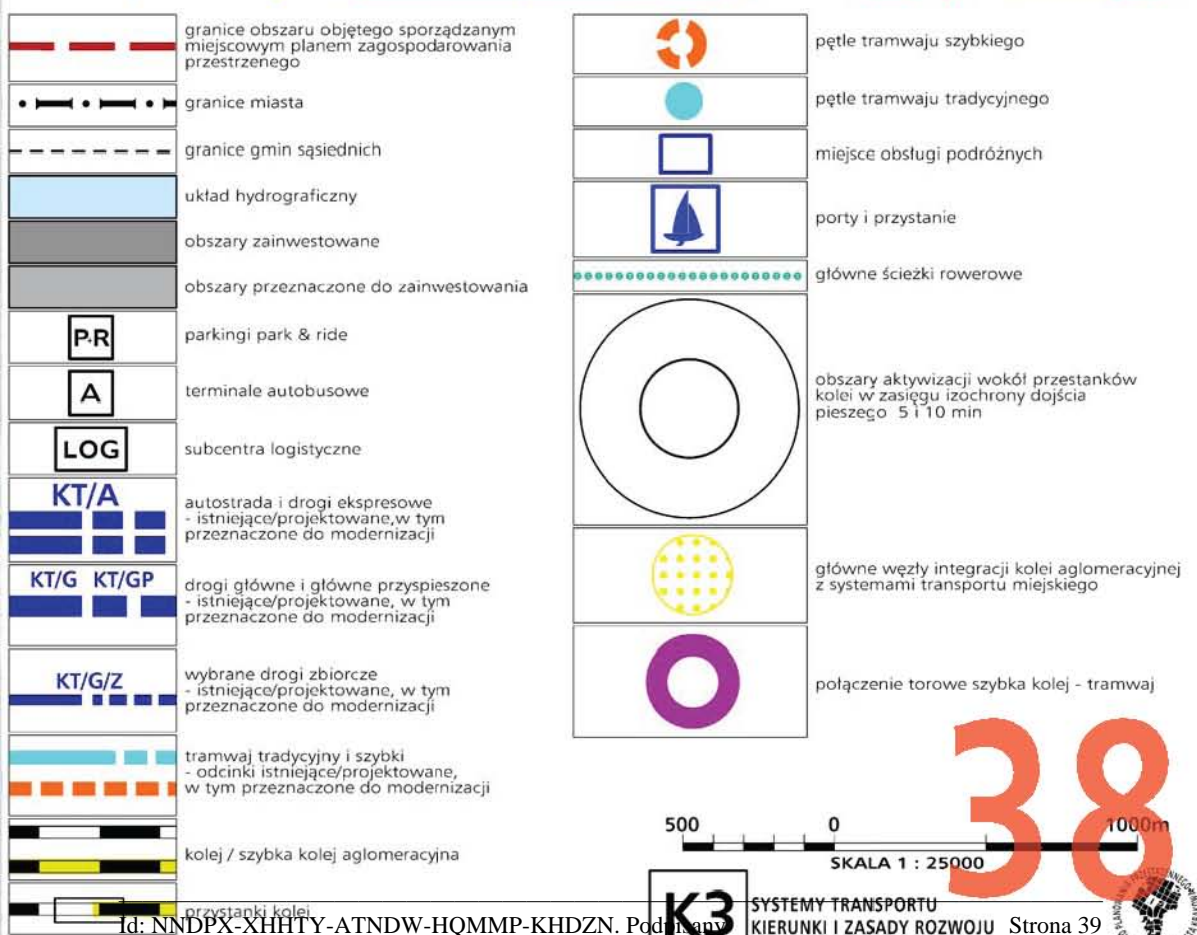 granice obszaru objętego sporządzanym
miejscowym planem zagospodarowania
przestrzenego
granice miasta
granice gmin sąsiednich
układ hydrograficzny
obszary zainwestowane
obszary przeznaczone do zainwestowania
P·R parkingi park & ride
A terminale autobusowe
LOG subcentra logistyczne
KT/A
autostrada i drogi ekspresowe
- istniejące/projektowane,w tym
przeznaczone do modernizacji
KT/G KT/GP
drogi główne i główne przyspieszone
- istniejące/projektowane, w tym
przeznaczone do modernizacji
KT/G/Z
wybrane drogi zbiorcze
- istniejące/projektowane, w tym
przeznaczone do modernizacji
tramwaj tradycyjny i szybki
- odcinki istniejące/projektowane,
w tym przeznaczone do modernizacji
kolej / szybka kolej aglomeracyjna
przystanki kolei
pętle tramwaju szybkiego
pętle tramwaju tradycyjnego
miejsce obsługi podróżnych
porty i przystanie
główne ścieżki rowerowe
obszary aktywizacji wokół przestanków
kolei w zasięgu izochrony dojścia
pieszego 5 i 10 min
główne węzły integracji kolei aglomeracyjnej
z systemami transportu miejskiego
połączenie torowe szybka kolej - tramwaj
38
500 0 1000m
SKALA 1 : 25000
K3 SYSTEMY TRANSPORTU
KIERUNKI I ZASADY ROZWOJU
Id: NNDPX-XHHTY-ATNDW-HQMMP-KHDZN. Podpisany Strona 39